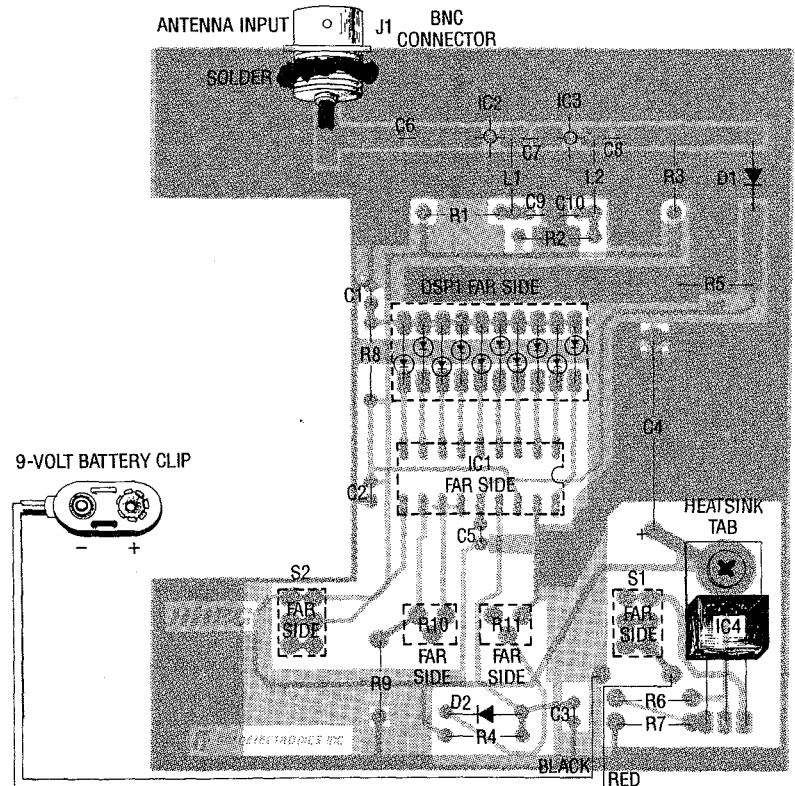 ANTENNA INPUT
J1
BNC
CONNECTOR
SOLDER
C6
IC2
IC3
C7
C8
L1
L2
R3
D1
C9
C10
R1
R2
DSP1 FAR SIDE
R5
C1
R8
C4
IC1
FAR SIDE
9-VOLT BATTERY CLIP
- +
C2
C5
HEATSINK
TAB
+
S2
FAR
SIDE
R10
FAR
SIDE
R11
FAR
SIDE
S1
FAR
SIDE
IC4
R9
D2
R4
C3
R6
R7
BLACK
RED
ELECTRONICS INC